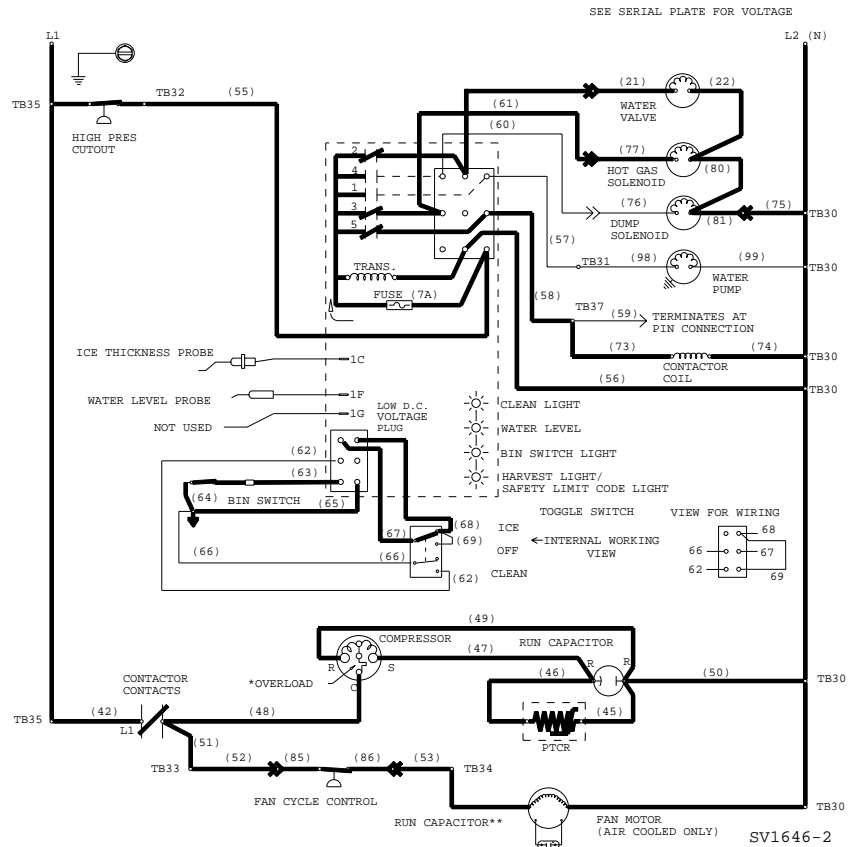 SEE SERIAL PLATE FOR VOLTAGE
L1
L2 (N)
TB35
TB32
(55)
HIGH PRES
CUTOUT
(21)
(22)
WATER
VALVE
(61)
(60)
(77)
(80)
HOT GAS
SOLENOID
(76)
(81)
(75)
TB30
DUMP
SOLENOID
(57)
TB31
(98)
(99)
TB30
WATER
PUMP
2
4
1
3
5
TRANS.
FUSE (7A)
(58)
TB37
(59)
TERMINATES AT
PIN CONNECTION
(73)
(74)
TB30
CONTACTOR
COIL
(56)
TB30
ICE THICKNESS PROBE
1C
WATER LEVEL PROBE
1F
1G
NOT USED
LOW D.C.
VOLTAGE
PLUG
CLEAN LIGHT
WATER LEVEL
BIN SWITCH LIGHT
HARVEST LIGHT/
SAFETY LIMIT CODE LIGHT
(62)
(63)
(64)
BIN SWITCH
(65)
(66)
(67)
(68)
(69)
(66)
(62)
TOGGLE SWITCH
ICE
OFF
CLEAN
INTERNAL WORKING
VIEW
VIEW FOR WIRING
68
66
67
62
69
(49)
COMPRESSOR
(47)
RUN CAPACITOR
R
S
C
*OVERLOAD
R
R
(46)
(50)
TB30
(45)
PTCR
CONTACTOR
CONTACTS
TB35
(42)
L1
(48)
(51)
TB33
(52)
(85)
(86)
(53)
TB34
FAN CYCLE CONTROL
RUN CAPACITOR**
FAN MOTOR
(AIR COOLED ONLY)
TB30
SV1646-2